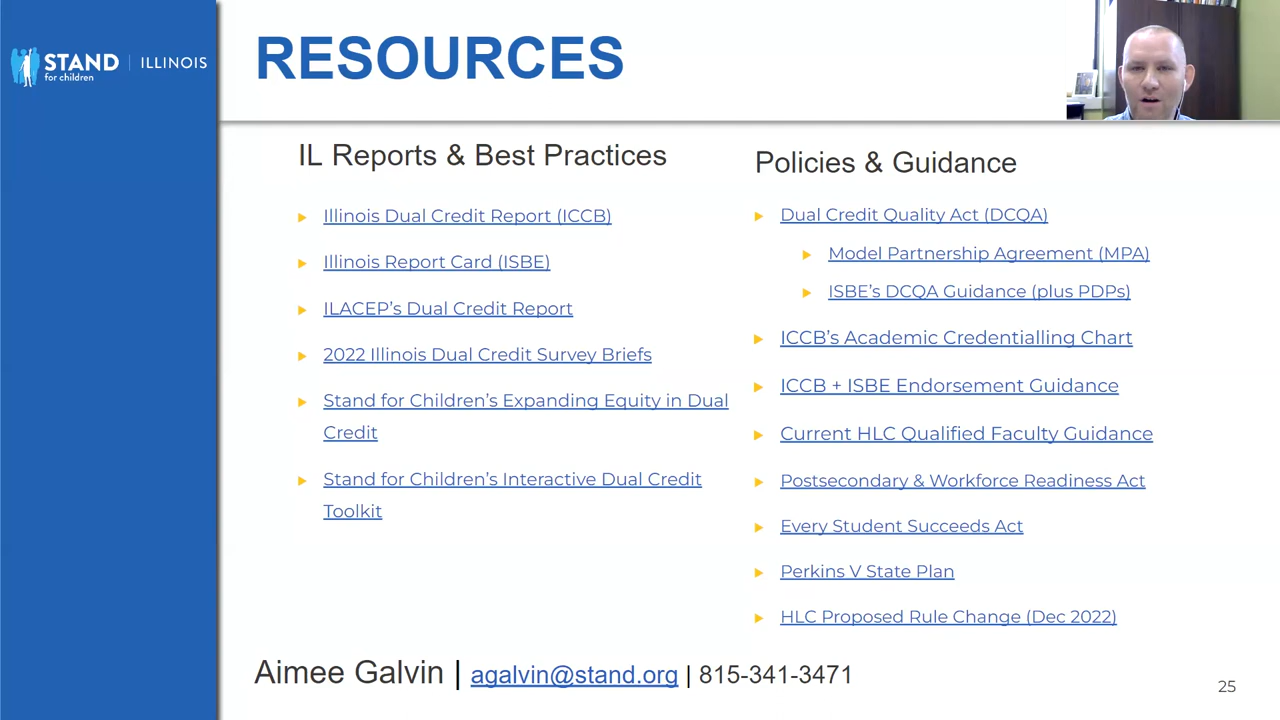 STAND
for children
ILLINOIS
RESOURCES
IL Reports & Best Practices
Illinois Dual Credit Report (ICCB)
Illinois Report Card (ISBE)
ILACEP’s Dual Credit Report
2022 Illinois Dual Credit Survey Briefs
Stand for Children’s Expanding Equity in Dual
Credit
Stand for Children’s Interactive Dual Credit
Toolkit
Policies & Guidance
Dual Credit Quality Act (DCQA)
Model Partnership Agreement (MPA)
ISBE’s DCQA Guidance (plus PDPs)
ICCB’s Academic Credentialling Chart
ICCB + ISBE Endorsement Guidance
Current HLC Qualified Faculty Guidance
Postsecondary & Workforce Readiness Act
Every Student Succeeds Act
Perkins V State Plan
HLC Proposed Rule Change (Dec 2022)
Aimee Galvin | agalvin@stand.org | 815-341-3471
25